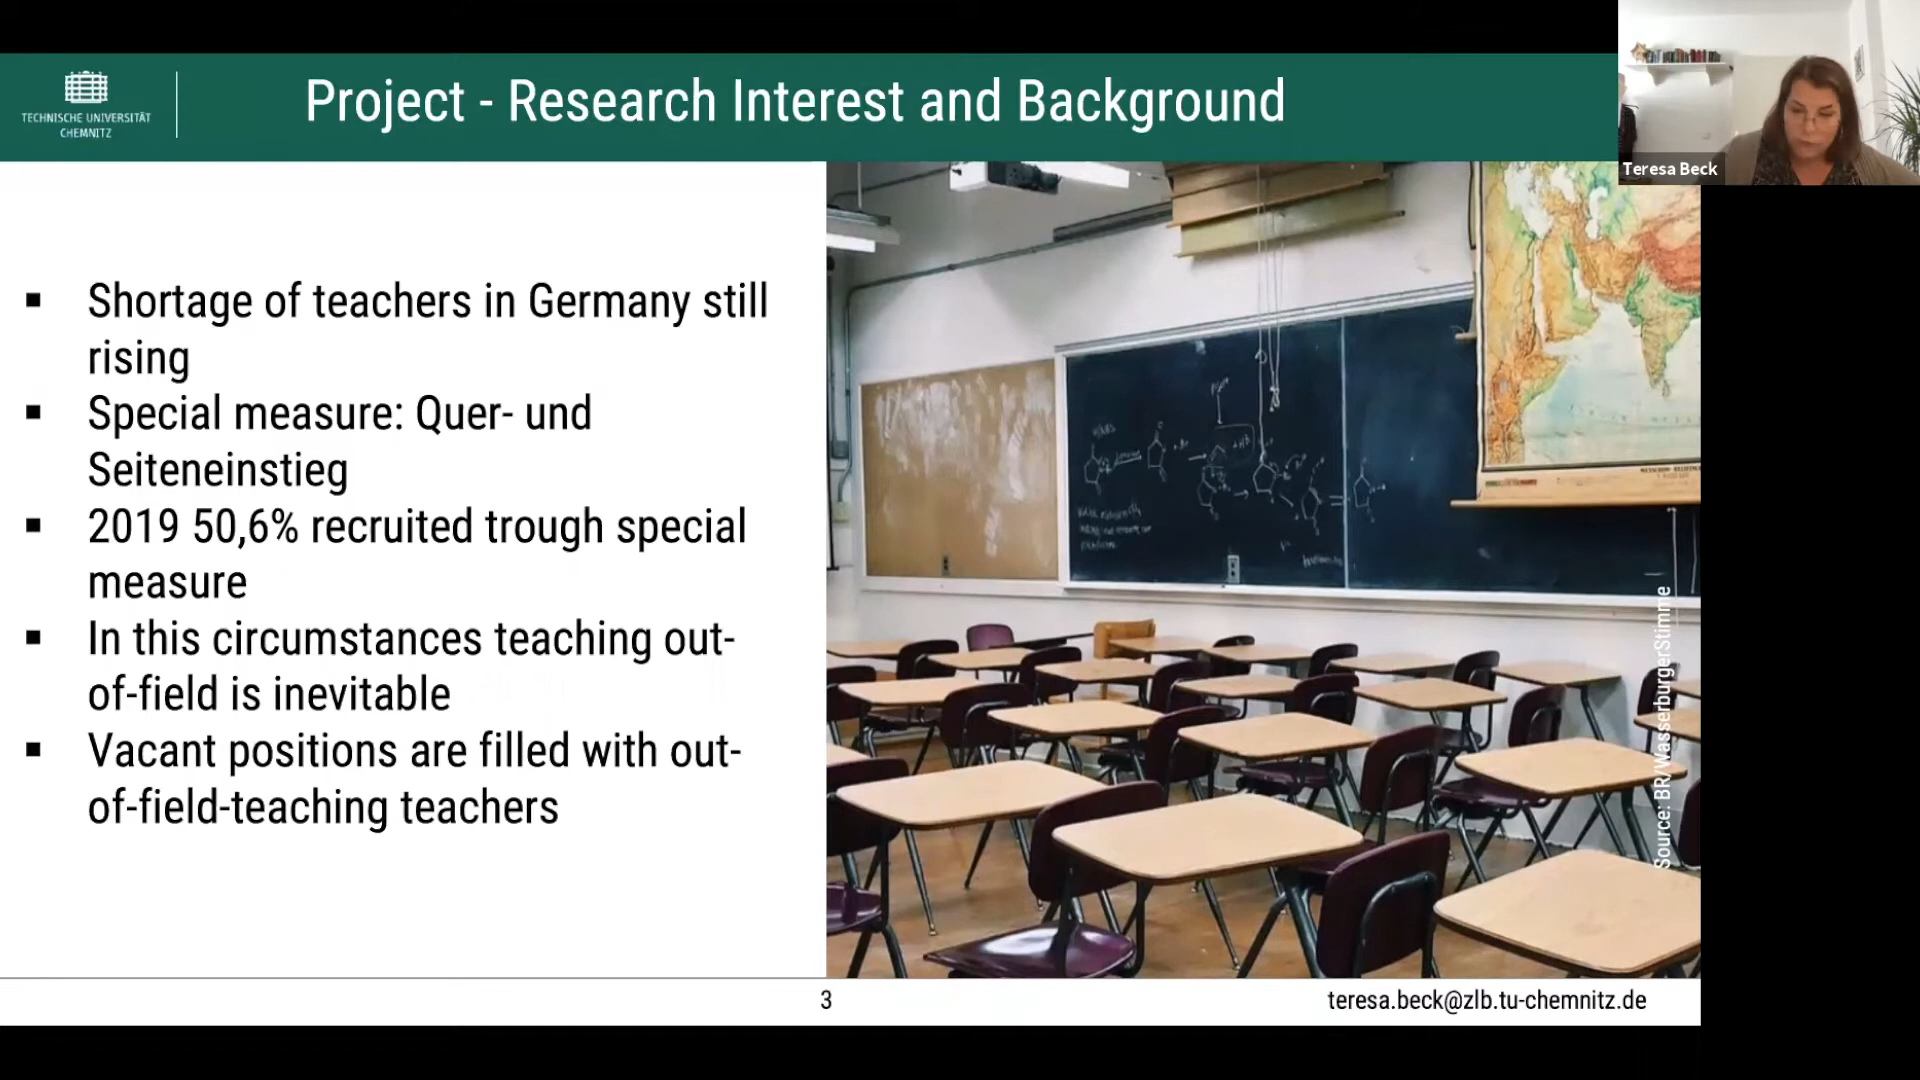 TECHNISCHE UNIVERSITÄT
CHEMNITZ
Project - Research Interest and Background
Teresa Beck
▪ Shortage of teachers in Germany still
rising
▪ Special measure: Quer- und
Seiteneinstieg
▪ 2019 50,6% recruited trough special
measure
▪ In this circumstances teaching out-
of-field is inevitable
▪ Vacant positions are filled with out-
of-field-teaching teachers
Source: BR/WasserburgerStimme
3
teresa.beck@zlb.tu-chemnitz.de